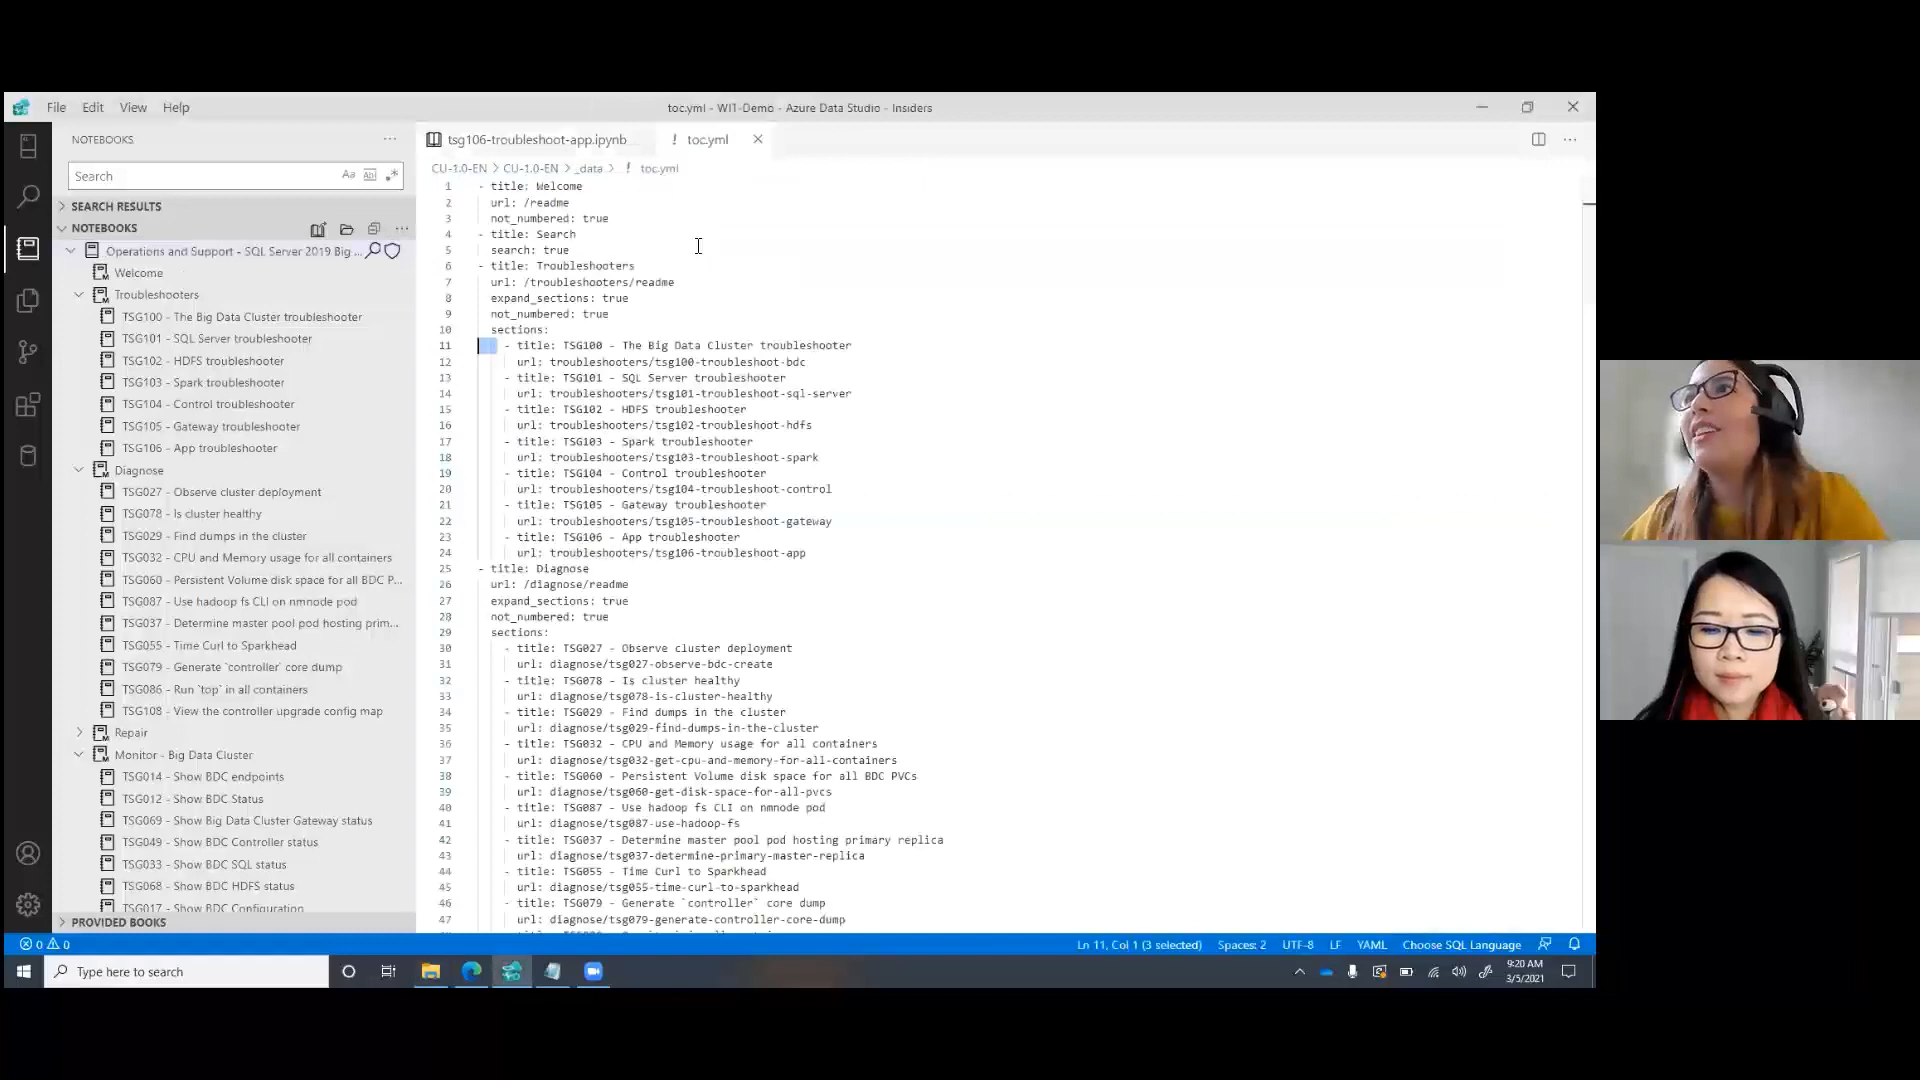 File Edit View Help
toc.yml - WIT-Demo - Azure Data Studio - Insiders
NOTEBOOKS
Search
SEARCH RESULTS
NOTEBOOKS
Operations and Support - SQL Server 2019 Big ...
Welcome
Troubleshooters
TSG100 - The Big Data Cluster troubleshooter
TSG101 - SQL Server troubleshooter
TSG102 - HDFS troubleshooter
TSG103 - Spark troubleshooter
TSG104 - Control troubleshooter
TSG105 - Gateway troubleshooter
TSG106 - App troubleshooter
Diagnose
TSG027 - Observe cluster deployment
TSG078 - Is cluster healthy
TSG029 - Find dumps in the cluster
TSG032 - CPU and Memory usage for all containers
TSG060 - Persistent Volume disk space for all BDC P...
TSG087 - Use hadoop fs CLI on nmnode pod
TSG037 - Determine master pool pod hosting prim...
TSG055 - Time Curl to Sparkhead
TSG079 - Generate `controller` core dump
TSG086 - Run `top` in all containers
TSG108 - View the controller upgrade config map
Repair
Monitor - Big Data Cluster
TSG014 - Show BDC endpoints
TSG012 - Show BDC Status
TSG069 - Show Big Data Cluster Gateway status
TSG049 - Show BDC Controller status
TSG033 - Show BDC SQL status
TSG068 - Show BDC HDFS status
TSG017 - Show BDC Configuration
PROVIDED BOOKS
tsg106-troubleshoot-app.ipynb
! toc.yml
CU-1.0-EN > CU-1.0-EN > _data > ! toc.yml
1 - title: Welcome
2 url: /readme
3 not_numbered: true
4 - title: Search
5 search: true
6 - title: Troubleshooters
7 url: /troubleshooters/readme
8 expand_sections: true
9 not_numbered: true
10 sections:
11 - title: TSG100 - The Big Data Cluster troubleshooter
12 url: troubleshooters/tsg100-troubleshoot-bdc
13 - title: TSG101 - SQL Server troubleshooter
14 url: troubleshooters/tsg101-troubleshoot-sql-server
15 - title: TSG102 - HDFS troubleshooter
16 url: troubleshooters/tsg102-troubleshoot-hdfs
17 - title: TSG103 - Spark troubleshooter
18 url: troubleshooters/tsg103-troubleshoot-spark
19 - title: TSG104 - Control troubleshooter
20 url: troubleshooters/tsg104-troubleshoot-control
21 - title: TSG105 - Gateway troubleshooter
22 url: troubleshooters/tsg105-troubleshoot-gateway
23 - title: TSG106 - App troubleshooter
24 url: troubleshooters/tsg106-troubleshoot-app
25 - title: Diagnose
26 url: /diagnose/readme
27 expand_sections: true
28 not_numbered: true
29 sections:
30 - title: TSG027 - Observe cluster deployment
31 url: diagnose/tsg027-observe-bdc-create
32 - title: TSG078 - Is cluster healthy
33 url: diagnose/tsg078-is-cluster-healthy
34 - title: TSG029 - Find dumps in the cluster
35 url: diagnose/tsg029-find-dumps-in-the-cluster
36 - title: TSG032 - CPU and Memory usage for all containers
37 url: diagnose/tsg032-get-cpu-and-memory-for-all-containers
38 - title: TSG060 - Persistent Volume disk space for all BDC PVCs
39 url: diagnose/tsg060-get-disk-space-for-all-pvcs
40 - title: TSG087 - Use hadoop fs CLI on nmnode pod
41 url: diagnose/tsg087-use-hadoop-fs
42 - title: TSG037 - Determine master pool pod hosting primary replica
43 url: diagnose/tsg037-determine-primary-master-replica
44 - title: TSG055 - Time Curl to Sparkhead
45 url: diagnose/tsg055-time-curl-to-sparkhead
46 - title: TSG079 - Generate `controller` core dump
47 url: diagnose/tsg079-generate-controller-core-dump
0 0
Ln 11, Col 1 (3 selected) Spaces: 2 UTF-8 LF YAML Choose SQL Language
Type here to search
9:20 AM
3/5/2021